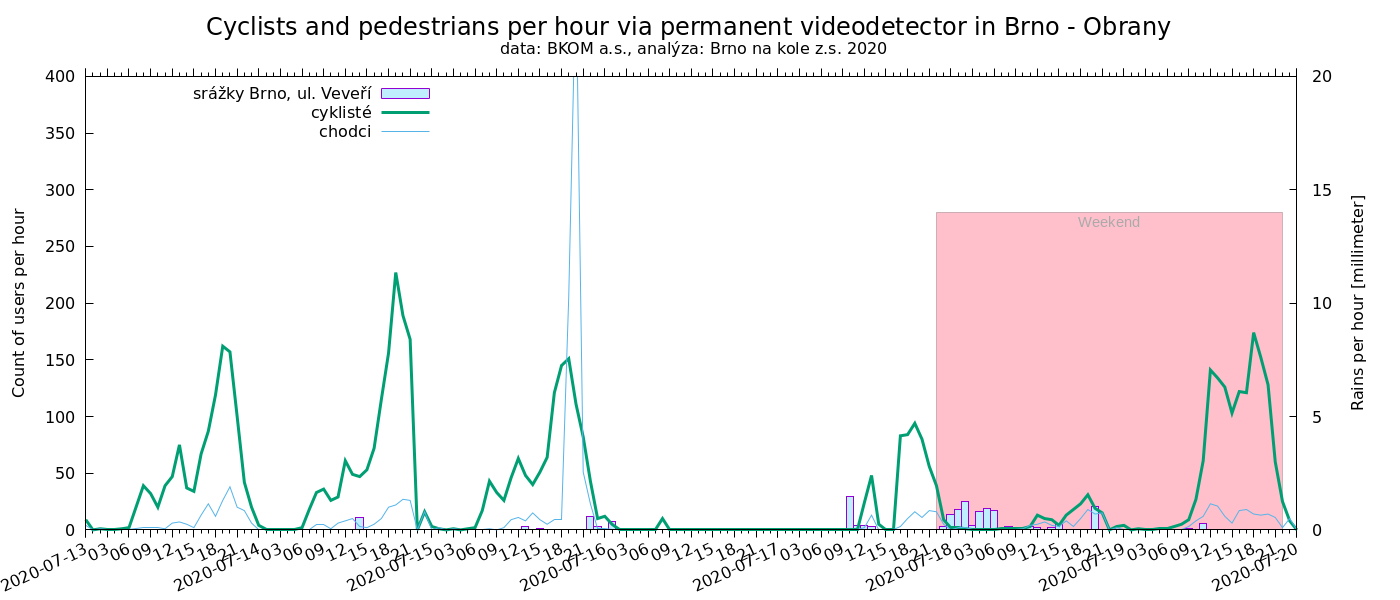 Cyclists and pedestrians per hour via permanent videodetector in Brno - Obrany
data: BKOM a.s., analýza: Brno na kole z.s. 2020
srážky Brno, ul. Veveří
cyklisté
chodci
Weekend
Count of users per hour
400
350
300
250
200
150
100
50
0
20
15
10
5
0
Rains per hour [millimeter]
2020-07-13 03 06 09 12 15 18 21 2020-07-14 03 06 09 12 15 18 21 2020-07-15 03 06 09 12 15 18 21 2020-07-16 03 06 09 12 15 18 21 2020-07-17 03 06 09 12 15 18 21 2020-07-18 03 06 09 12 15 18 21 2020-07-19 03 06 09 12 15 18 21 2020-07-20